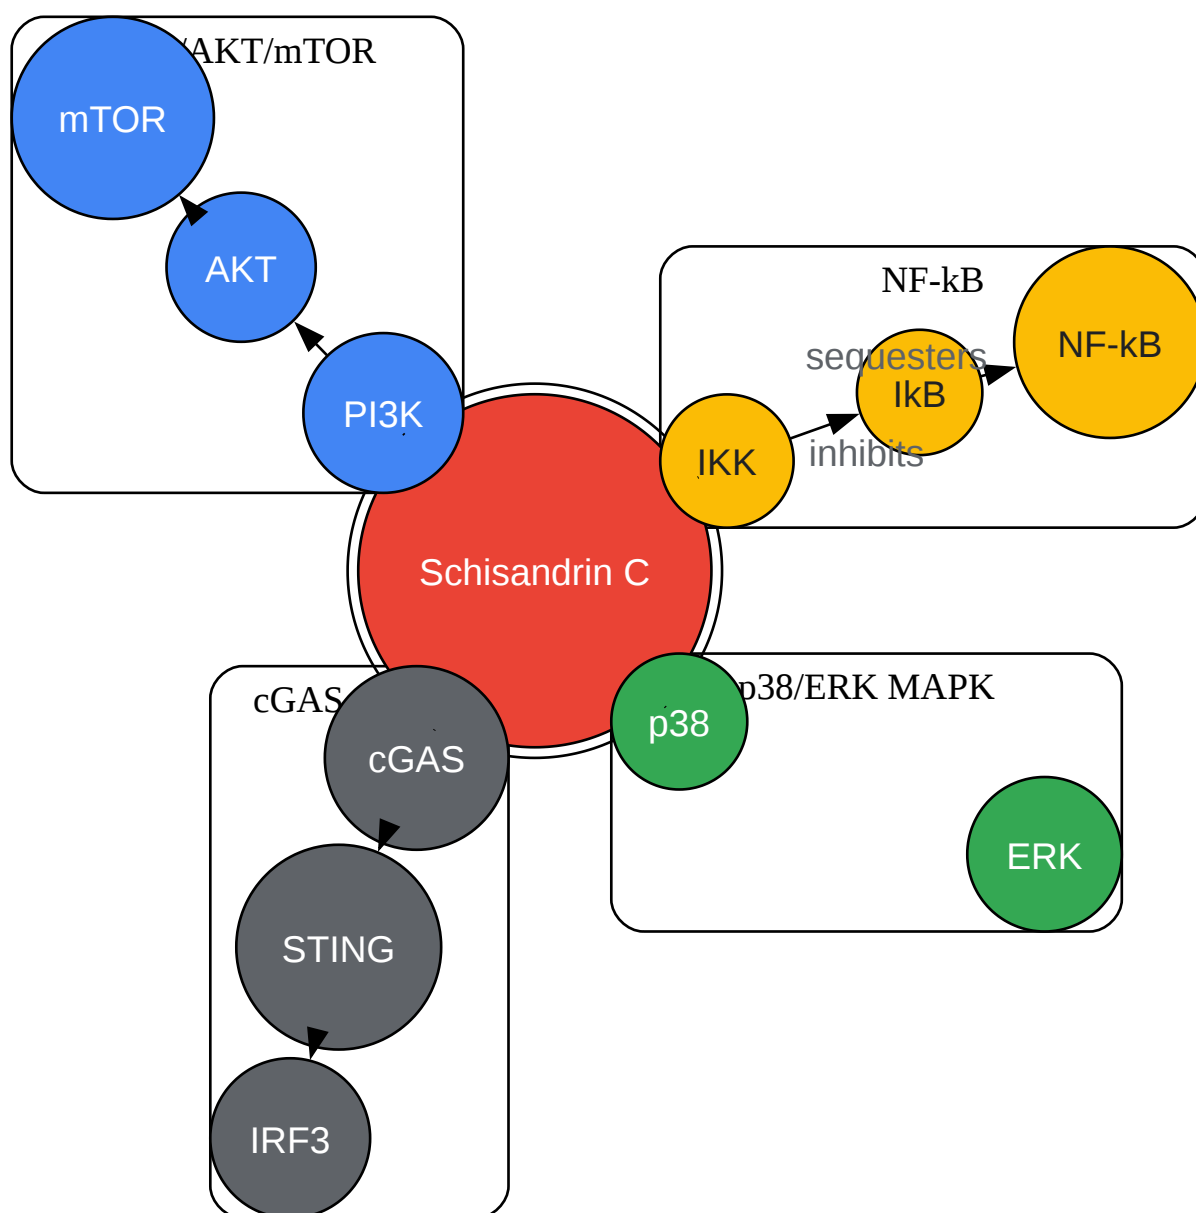 /AKT/mTOR
mTOR
AKT
PI3K
NF-kB
NF-kB
sequesters
IkB
IKK
inhibits
Schisandrin C
cGAS
cGAS
STING
IRF3
p38/ERK MAPK
p38
ERK